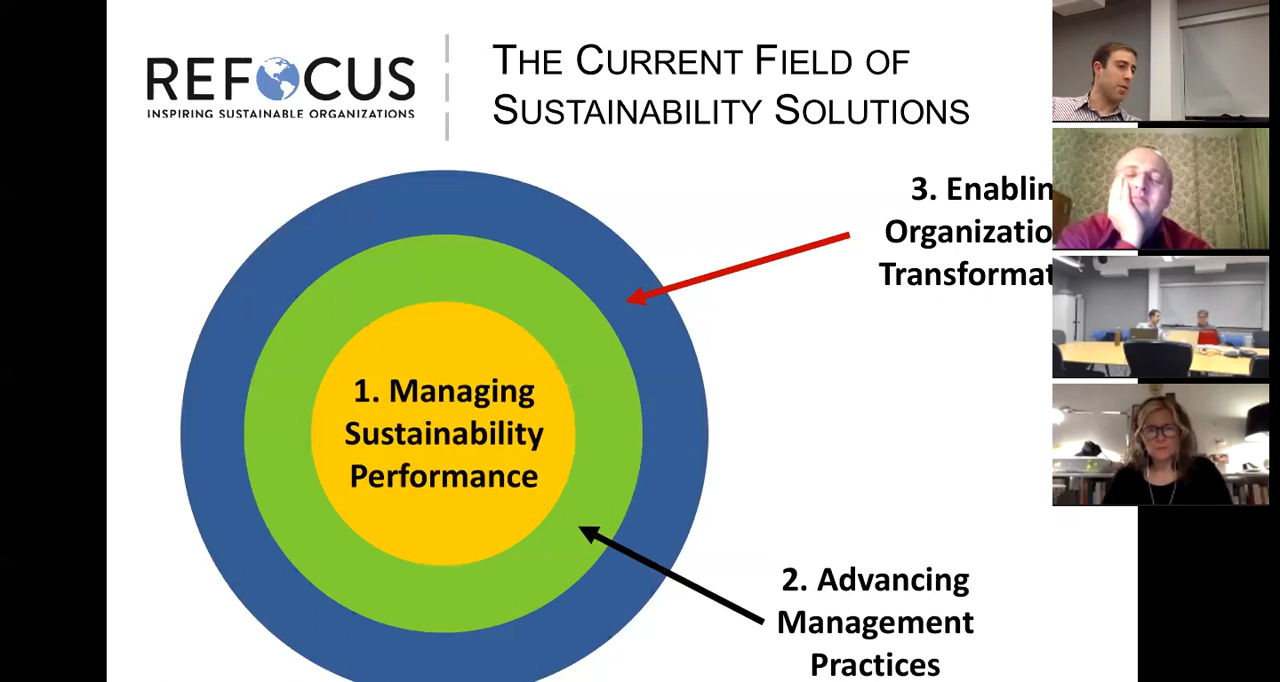 REFOCUS
INSPIRING SUSTAINABLE ORGANIZATIONS
THE CURRENT FIELD OF
SUSTAINABILITY SOLUTIONS
3. Enablin
Organizatio
Transformat
1. Managing
Sustainability
Performance
2. Advancing
Management
Practices